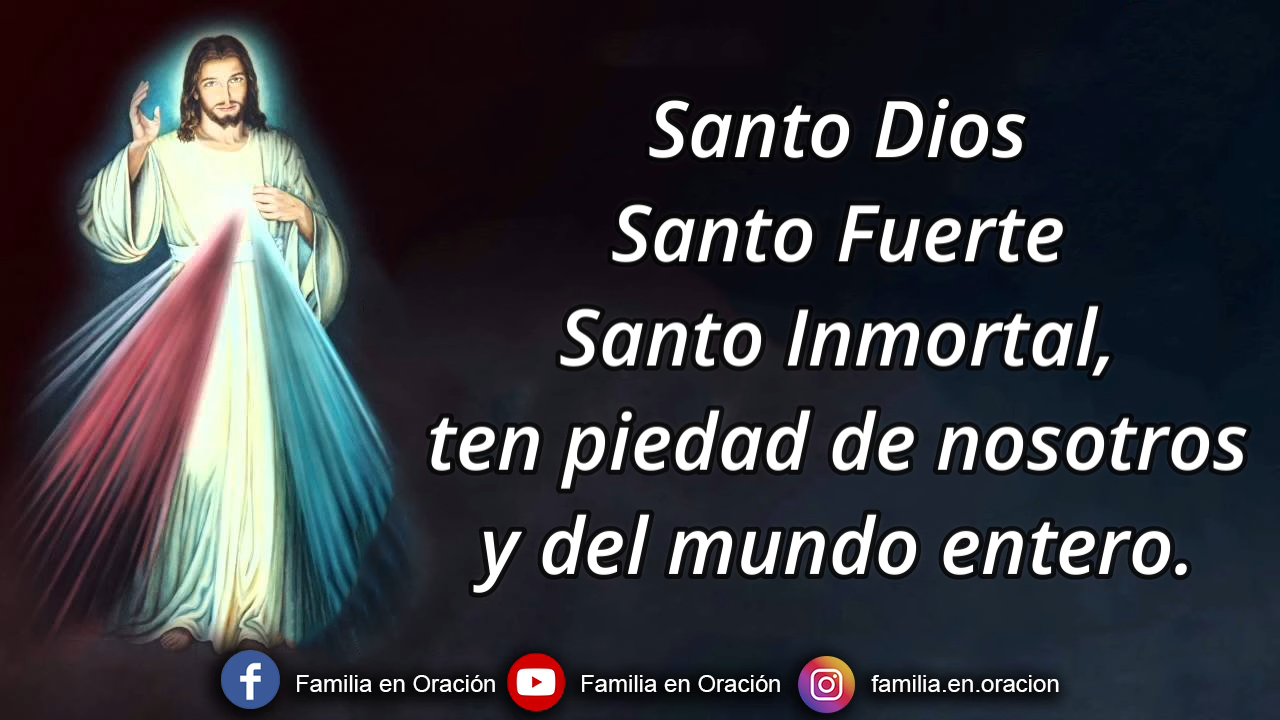 Santo Dios
Santo Fuerte
Santo Inmortal,
ten piedad de nosotros
y del mundo entero.
Familia en Oración Familia en Oración familia.en.oracion